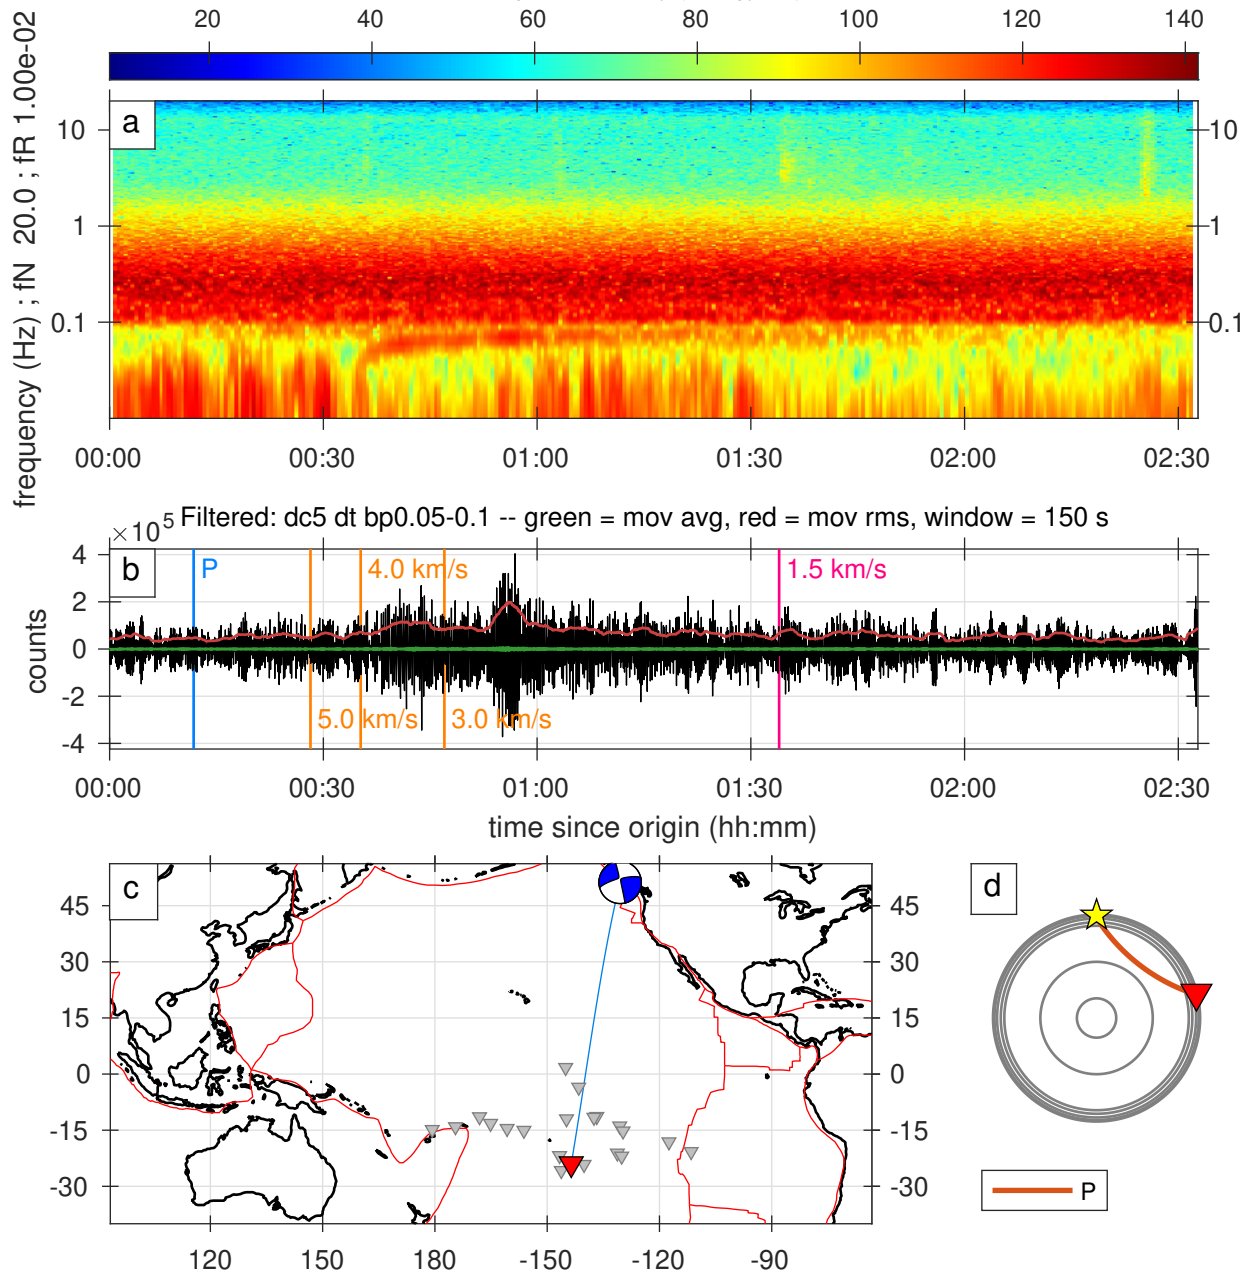 20 40 60 80 100 120 140
frequency (Hz) ; fN 20.0 ; fR 1.00e-02
a
10 10
1 1
0.1 0.1
00:00 00:30 01:00 01:30 02:00 02:30
×10 5 Filtered: dc5 dt bp0.05-0.1 -- green = mov avg, red = mov rms, window = 150 s
b
P
4.0 km/s
1.5 km/s
5.0 km/s
3.0 km/s
counts
4
2
0
-2
-4
00:00 00:30 01:00 01:30 02:00 02:30
time since origin (hh:mm)
c
45 45
30 30
15 15
0 0
-15 -15
-30 -30
120 150 180 -150 -120 -90
d
P